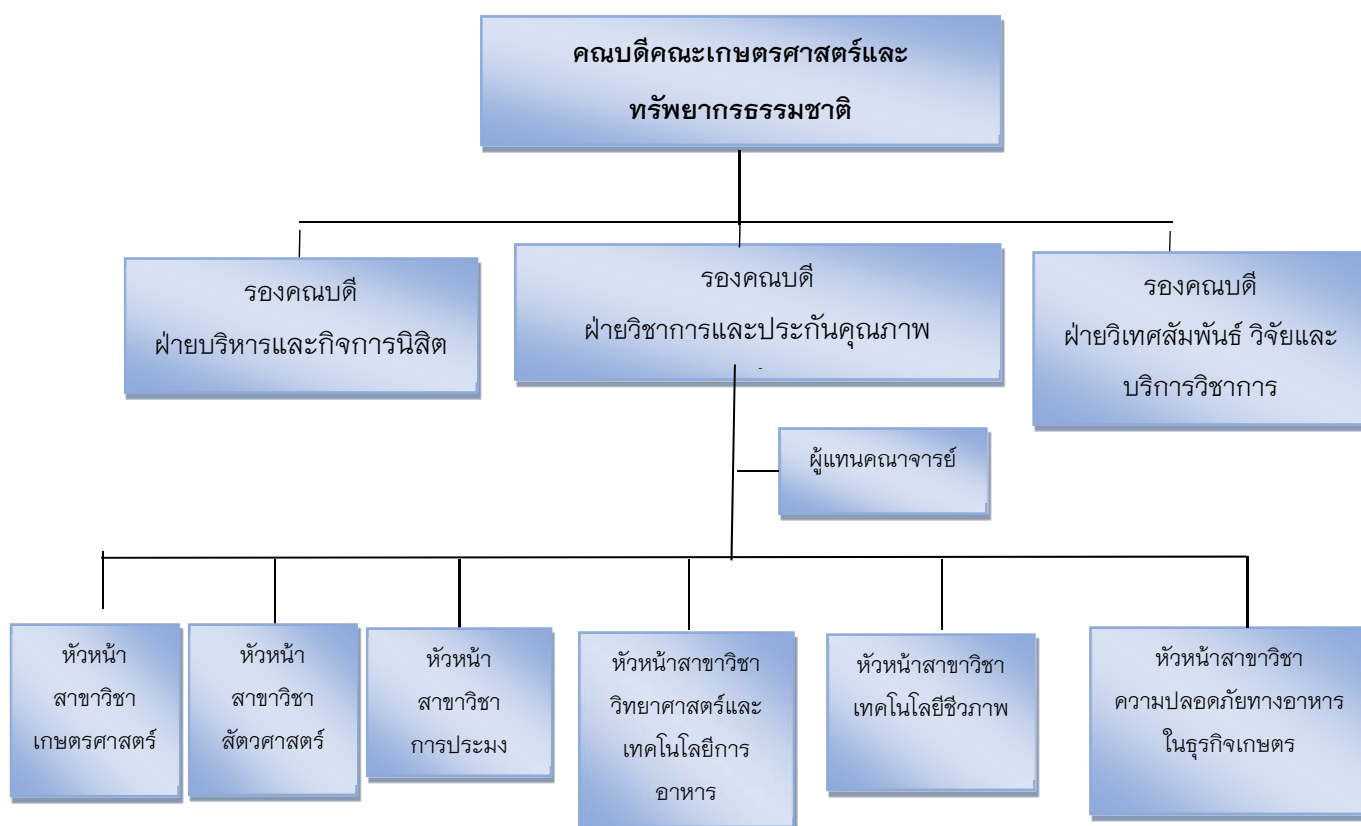 คณบดีคณะเกษตรศาสตร์และ
ทรัพยากรธรรมชาติ
รองคณบดี
ฝ่ายบริหารและกิจการนิสิต
รองคณบดี
ฝ่ายวิชาการและประกันคุณภาพ
รองคณบดี
ฝ่ายวิเทศสัมพันธ์ วิจัยและ
บริการวิชาการ
ผู้แทนคณาจารย์
หัวหน้า
สาขาวิชา
เกษตรศาสตร์
หัวหน้า
สาขาวิชา
สัตวศาสตร์
หัวหน้า
สาขาวิชา
การประมง
หัวหน้าสาขาวิชา
วิทยาศาสตร์และ
เทคโนโลยีการ
อาหาร
หัวหน้าสาขาวิชา
เทคโนโลยีชีวภาพ
หัวหน้าสาขาวิชา
ความปลอดภัยทางอาหาร
ในธุรกิจเกษตร